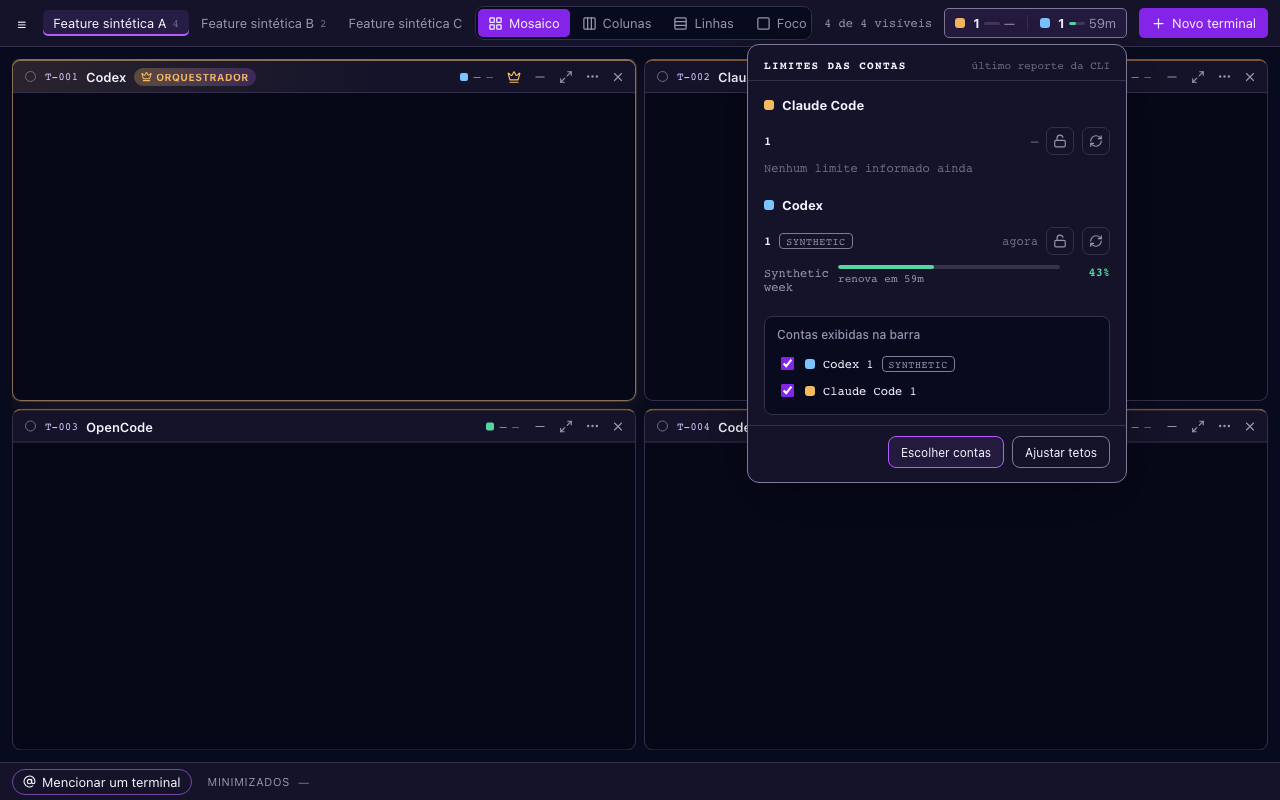 Feature sintética A 4
Feature sintética B 2
Feature sintética C
Mosaico
Colunas
Linhas
Foco
4 de 4 visíveis
1 —
1 59m
Novo terminal
T-001 Codex ORQUESTRADOR — —
T-002 Clau
— —
LIMITES DAS CONTAS
último reporte da CLI
Claude Code
1 —
Nenhum limite informado ainda
Codex
1 SYNTHETIC agora
Synthetic week
43%
renova em 59m
Contas exibidas na barra
Codex 1 SYNTHETIC
Claude Code 1
Escolher contas
Ajustar tetos
T-003 OpenCode — —
T-004 Code
— —
@ Mencionar um terminal
MINIMIZADOS —